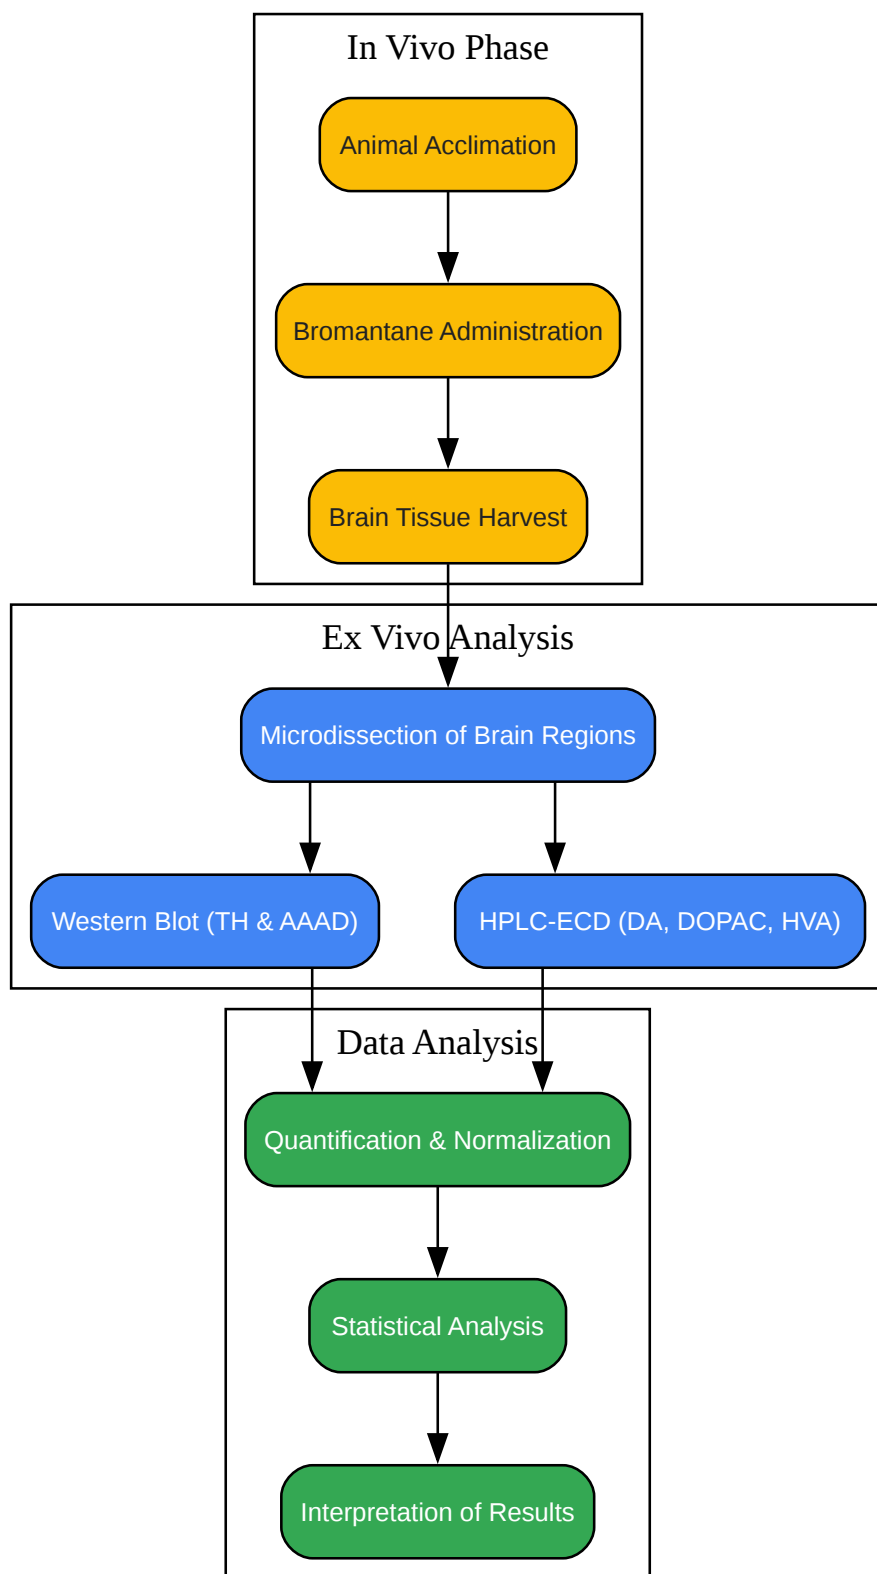 In Vivo Phase
Animal Acclimation
Bromantane Administration
Brain Tissue Harvest
Ex Vivo Analysis
Microdissection of Brain Regions
Western Blot (TH & AAAD)
HPLC-ECD (DA, DOPAC, HVA)
Data Analysis
Quantification & Normalization
Statistical Analysis
Interpretation of Results